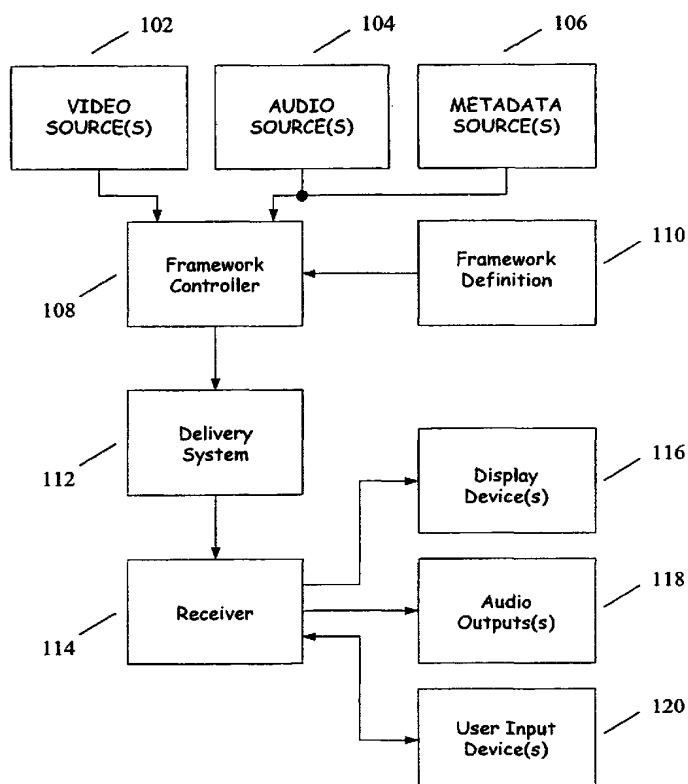 102
104
106
VIDEO
SOURCE(S)
AUDIO
SOURCE(S)
METADATA
SOURCE(S)
110
Framework
Controller
Framework
Definition
108
Delivery
System
112
116
Display
Device(s)
118
Receiver
Audio
Outputs(s)
114
120
User Input
Device(s)